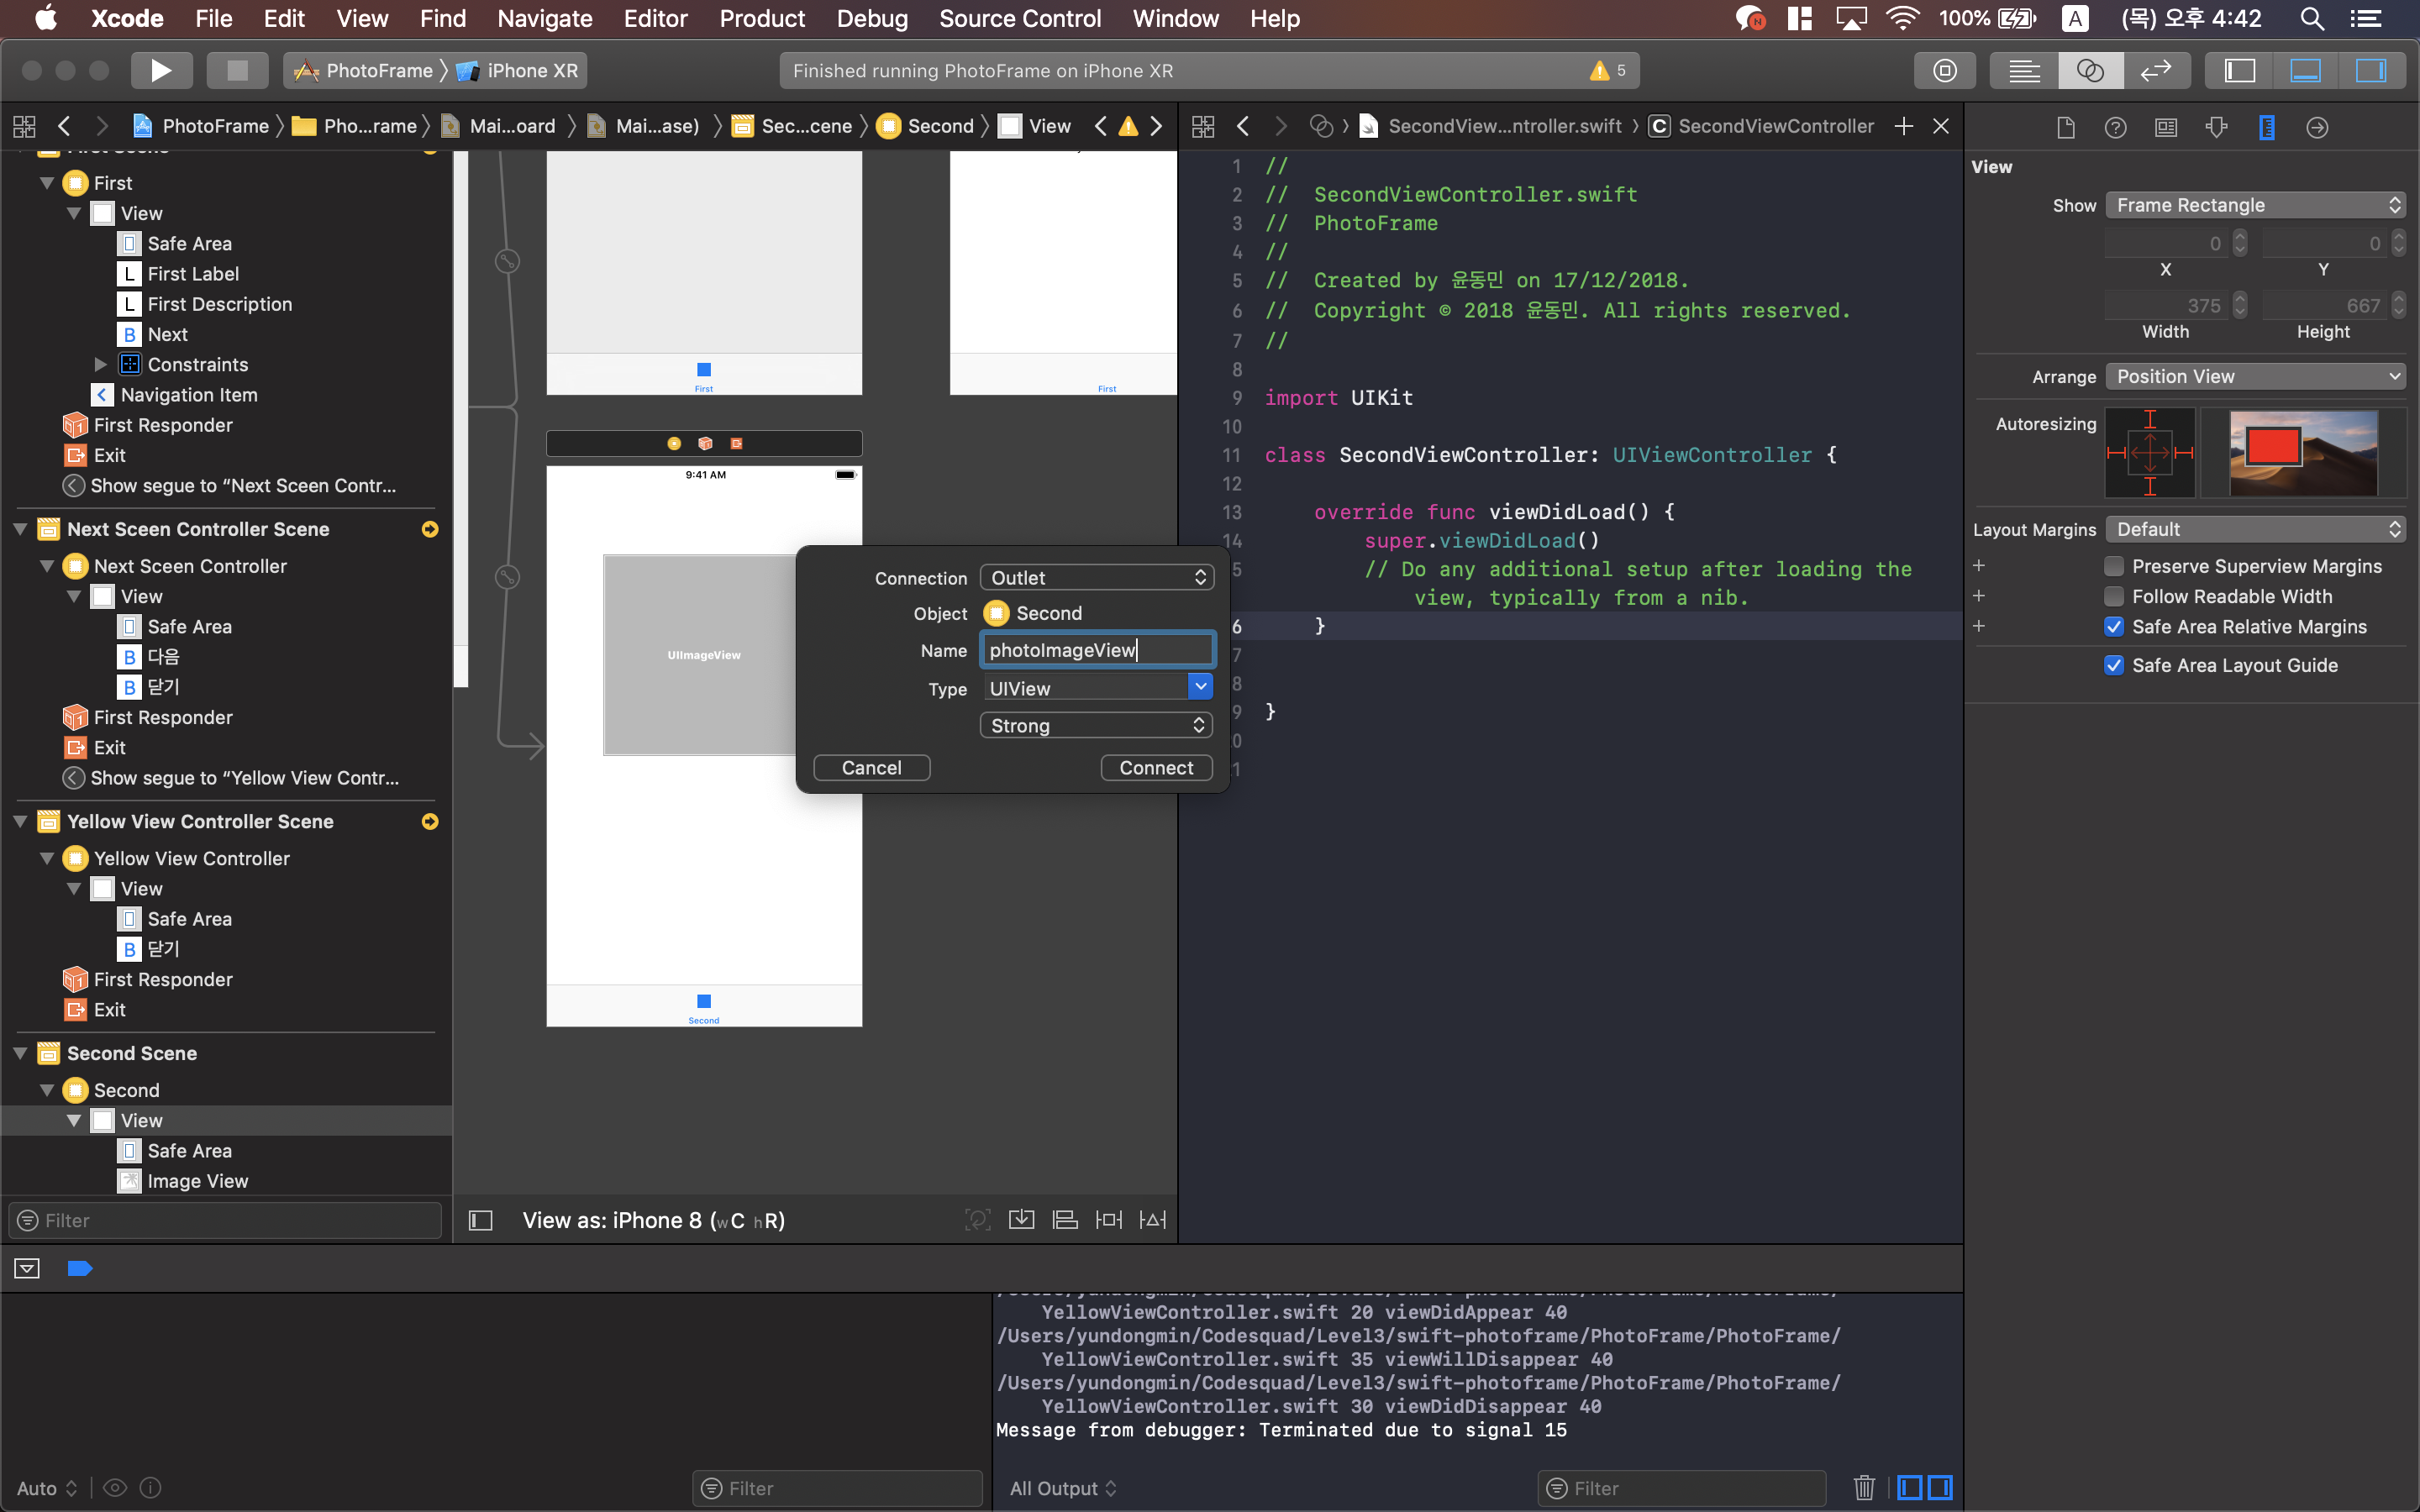 Xcode File Edit View Find Navigate Editor Product Debug Source Control Window Help 100% A (목) 오후 4:42
PhotoFrame iPhone XR Finished running PhotoFrame on iPhone XR 5
PhotoFrame Pho...rame Mai...oard Mai...ase) Sec...cene Second View
SecondView...ntroller.swift C SecondViewController
First Scene
First
View
Safe Area
L First Label
L First Description
B Next
Constraints
Navigation Item
First Responder
Exit
Show segue to “Next Sceen Contr...
Next Sceen Controller Scene
Next Sceen Controller
View
Safe Area
B 다음
B 닫기
First Responder
Exit
Show segue to “Yellow View Contr...
Yellow View Controller Scene
Yellow View Controller
View
Safe Area
B 닫기
First Responder
Exit
Second Scene
Second
View
Safe Area
Image View
Filter
First
First
9:41 AM
UIImageView
Second
View as: iPhone 8 (wC hR)
Connection Outlet
Object Second
Name photoImageView
Type UIView
Strong
Cancel Connect
1 //
2 // SecondViewController.swift
3 // PhotoFrame
4 //
5 // Created by 윤동민 on 17/12/2018.
6 // Copyright © 2018 윤동민. All rights reserved.
7 //
8
9 import UIKit
10
11 class SecondViewController: UIViewController {
12
13 override func viewDidLoad() {
14 super.viewDidLoad()
5 // Do any additional setup after loading the
view, typically from a nib.
6 }
7
8
9 }
0
1
View
Show Frame Rectangle
0 0
X Y
375 667
Width Height
Arrange Position View
Autoresizing
Layout Margins Default
Preserve Superview Margins
Follow Readable Width
Safe Area Relative Margins
Safe Area Layout Guide
/Users/yundongmin/Codesquad/Level3/swift-photoframe/PhotoFrame/PhotoFrame/
YellowViewController.swift 20 viewDidAppear 40
/Users/yundongmin/Codesquad/Level3/swift-photoframe/PhotoFrame/PhotoFrame/
YellowViewController.swift 35 viewWillDisappear 40
/Users/yundongmin/Codesquad/Level3/swift-photoframe/PhotoFrame/PhotoFrame/
YellowViewController.swift 30 viewDidDisappear 40
Message from debugger: Terminated due to signal 15
Auto Filter All Output Filter